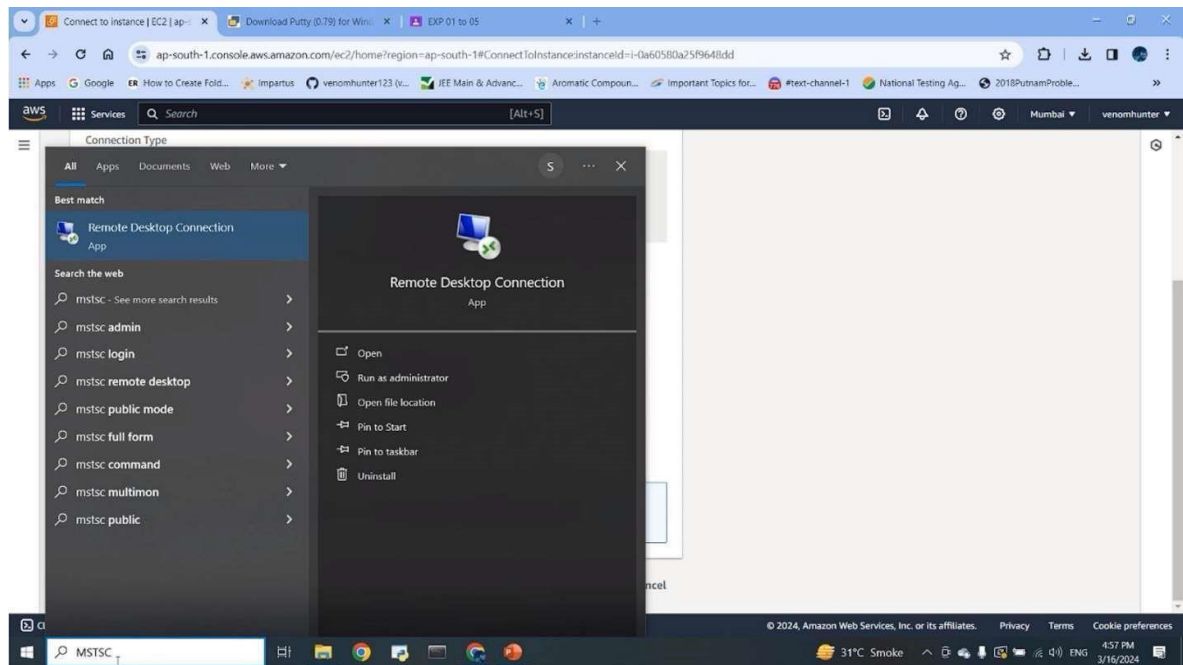 Connect to instance | EC2 | ap-s
Download Putty (0.79) for Wind
EXP 01 to 05
ap-south-1.console.aws.amazon.com/ec2/home?region=ap-south-1#ConnectToInstance:instanceId=i-0a60580a25f9648dd
Apps Google ER How to Create Fold... Impartus venomhunter123 (v... JEE Main & Advanc... Aromatic Compoun... Important Topics for... #text-channel-1 National Testing Ag... 2018PutnamProble... »
aws Services Search [Alt+S] Mumbai venomhunter
Connection Type
All Apps Documents Web More S ...
Best match
Remote Desktop Connection
App
Search the web
mstsc - See more search results
mstsc admin
mstsc login
mstsc remote desktop
mstsc public mode
mstsc full form
mstsc command
mstsc multimon
mstsc public
Remote Desktop Connection
App
Open
Run as administrator
Open file location
Pin to Start
Pin to taskbar
Uninstall
ncel
© 2024, Amazon Web Services, Inc. or its affiliates. Privacy Terms Cookie preferences
MSTSC
31°C Smoke ENG
4:57 PM
3/16/2024